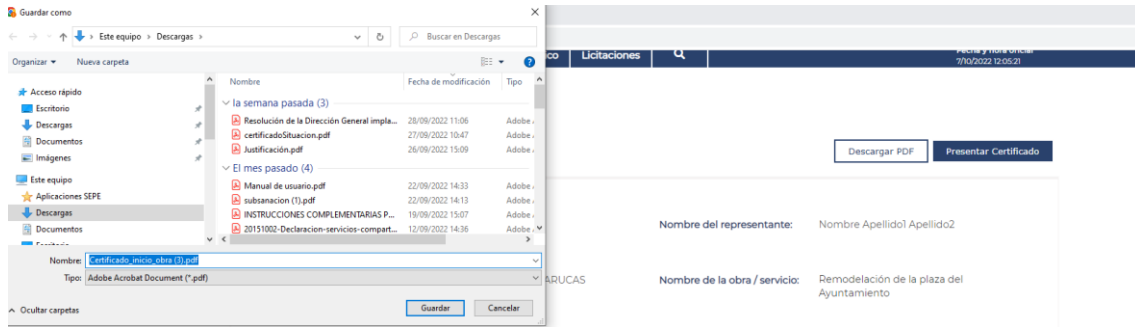 Guardar como
Este equipo > Descargas >
Buscar en Descargas
Organizar
Nueva carpeta
Acceso rápido
Escritorio
Descargas
Documentos
Imágenes
Este equipo
Aplicaciones SEPE
Descargas
Documentos
Nombre Fecha de modificación Tipo
la semana pasada (3)
Resolución de la Dirección General impla... 28/09/2022 11:06 Adobe
certificadoSituacion.pdf 27/09/2022 10:47 Adobe
Justificación.pdf 26/09/2022 15:09 Adobe
El mes pasado (4)
Manual de usuario.pdf 22/09/2022 14:33 Adobe
subsanacion (1).pdf 22/09/2022 14:13 Adobe
INSTRUCCIONES COMPLEMENTARIAS P... 19/09/2022 15:07 Adobe
20151002-Declaracion-servicios-compart... 12/09/2022 14:36 Adobe
Nombre: Certificado_inicio_obra (3).pdf
Tipo: Adobe Acrobat Document (*.pdf)
Ocultar carpetas
Guardar
Cancelar
ico Licitaciones
Fecha y hora oficial
7/10/2022 12:05:21
Descargar PDF
Presentar Certificado
Nombre del representante: Nombre Apellido1 Apellido2
ARUCAS
Nombre de la obra / servicio: Remodelación de la plaza del
Ayuntamiento